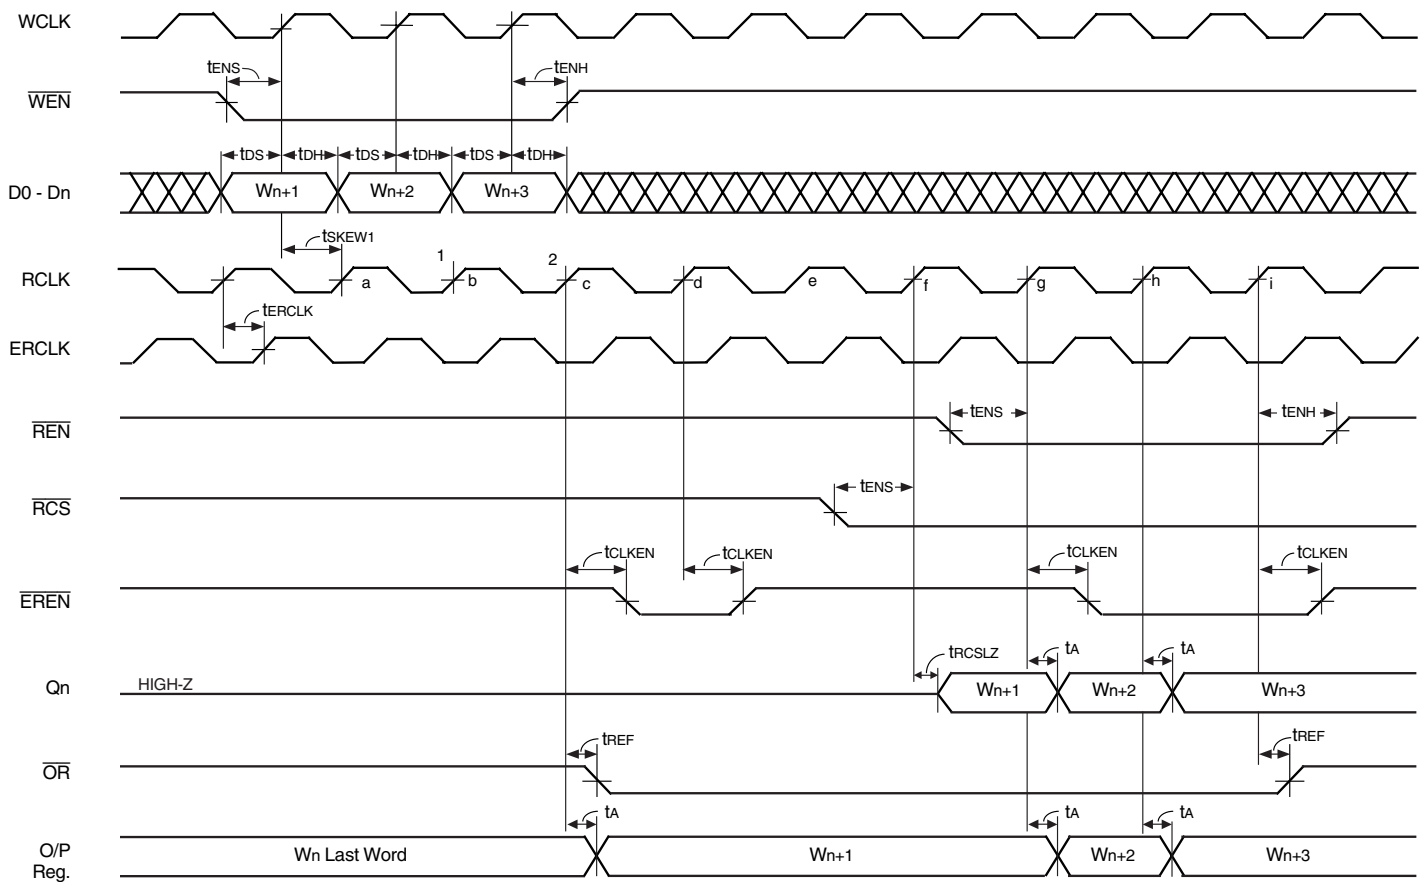 WCLK
tENS
tENH
WEN
tDS tDH tDS tDH tDS tDH
D0 - Dn
Wn+1 Wn+2 Wn+3
tSKEW1
1 2
RCLK
a b c d e f g h i
tERCLK
ERCLK
REN
tENS tENH
RCS
tENS
tCLKEN tCLKEN tCLKEN tCLKEN
EREN
tRCSLZ tA tA
Qn
HIGH-Z
Wn+1 Wn+2 Wn+3
tREF tREF
OR
tA tA tA
O/P
Reg.
Wn Last Word Wn+1 Wn+2 Wn+3